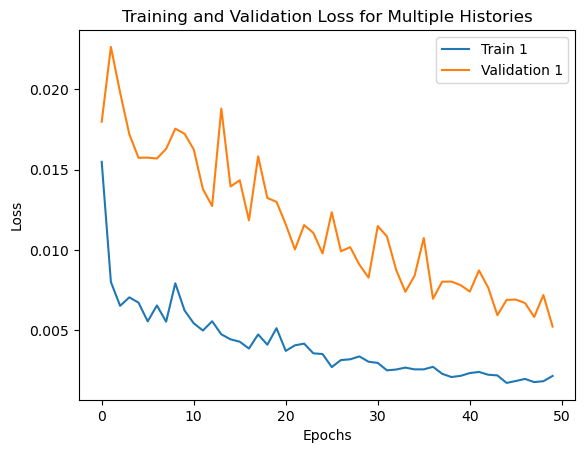 Training and Validation Loss for Multiple Histories
Train 1
Validation 1
0.020
0.015
0.010
0.005
Loss
0 10 20 30 40 50
Epochs